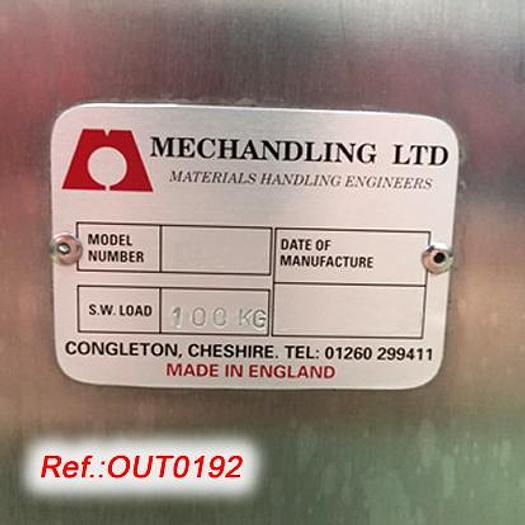 MECHANDLING LTD
MATERIALS HANDLING ENGINEERS
MODEL
NUMBER
DATE OF
MANUFACTURE
S.W. LOAD 100 KG
CONGLETON, CHESHIRE. TEL: 01260 299411
MADE IN ENGLAND
Ref.:OUT0192